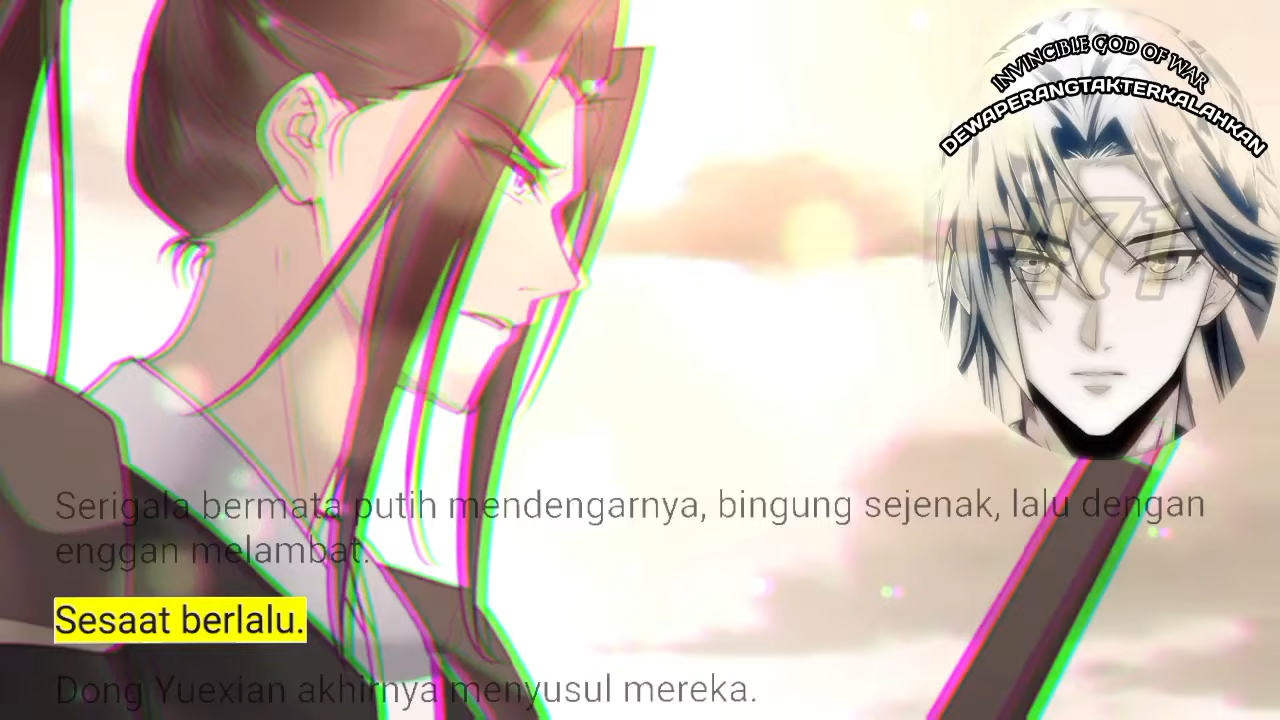 INVINCIBLE GOD OF WAR
DEWAPERANGTAKTERKALAHKAN
471
Serigala bermata putih mendengarnya, bingung sejenak, lalu dengan
enggan melambat.
Sesaat berlalu.
Dong Yuexian akhirnya menyusul mereka.